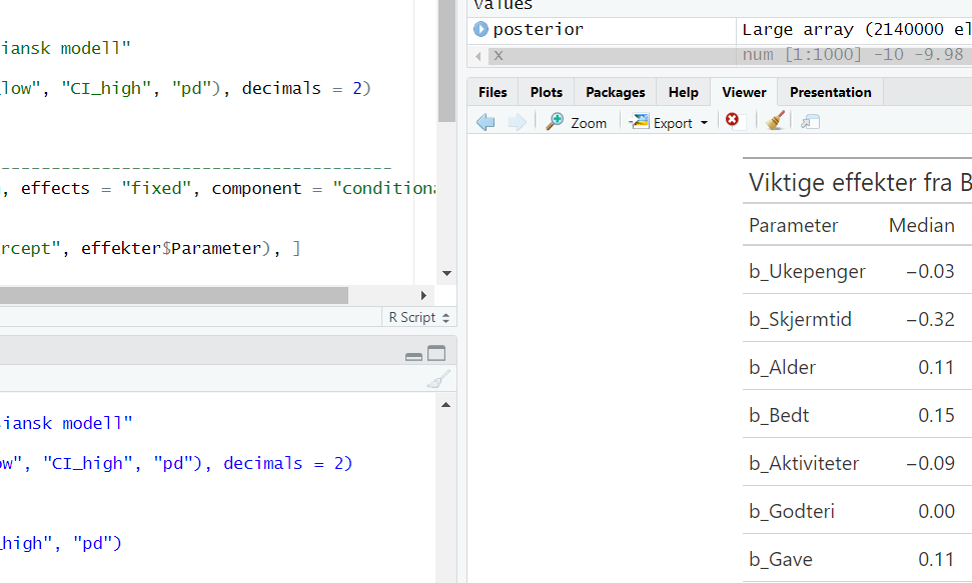 iansk modell"
_low", "CI_high", "pd"), decimals = 2)
----------------------------------------
, effects = "fixed", component = "conditiona
rcept", effekter$Parameter), ]
R Script
iansk modell"
ow", "CI_high", "pd"), decimals = 2)
_high", "pd")
values
posterior Large array (2140000 el
x num [1:1000] -10 -9.98
Files Plots Packages Help Viewer Presentation
Zoom Export
Viktige effekter fra B
Parameter Median
b_Ukepenger −0.03
b_Skjermtid −0.32
b_Alder 0.11
b_Bedt 0.15
b_Aktiviteter −0.09
b_Godteri 0.00
b_Gave 0.11